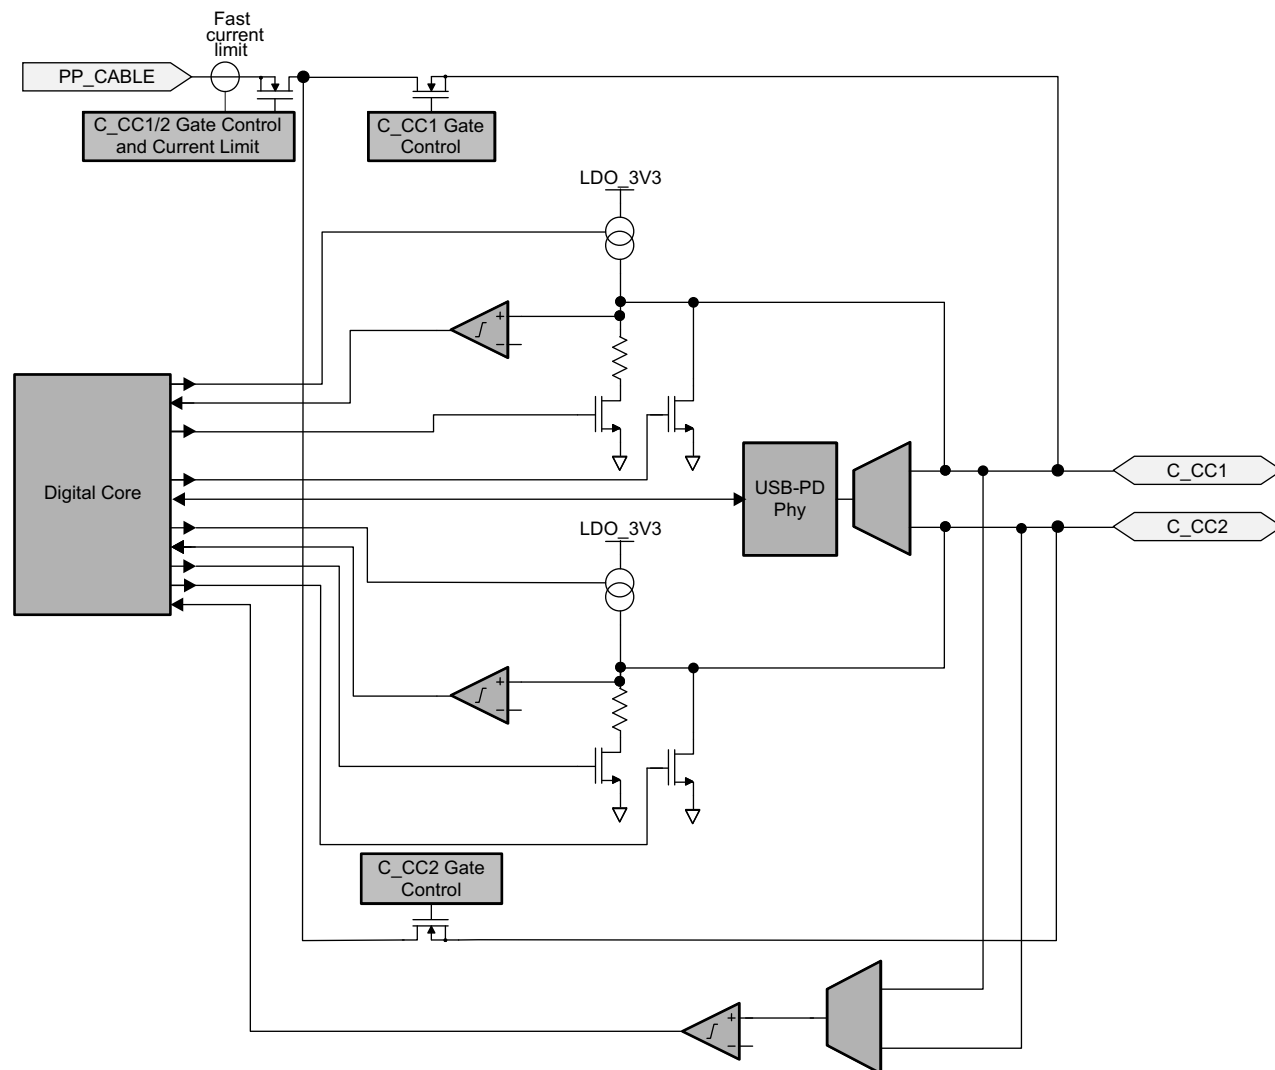 Fast
current
limit
PP_CABLE
C_CC1/2 Gate Control
and Current Limit
C_CC1 Gate
Control
LDO_3V3
+
−
Digital Core
USB-PD
Phy
C_CC1
C_CC2
LDO_3V3
+
−
C_CC2 Gate
Control
+
−